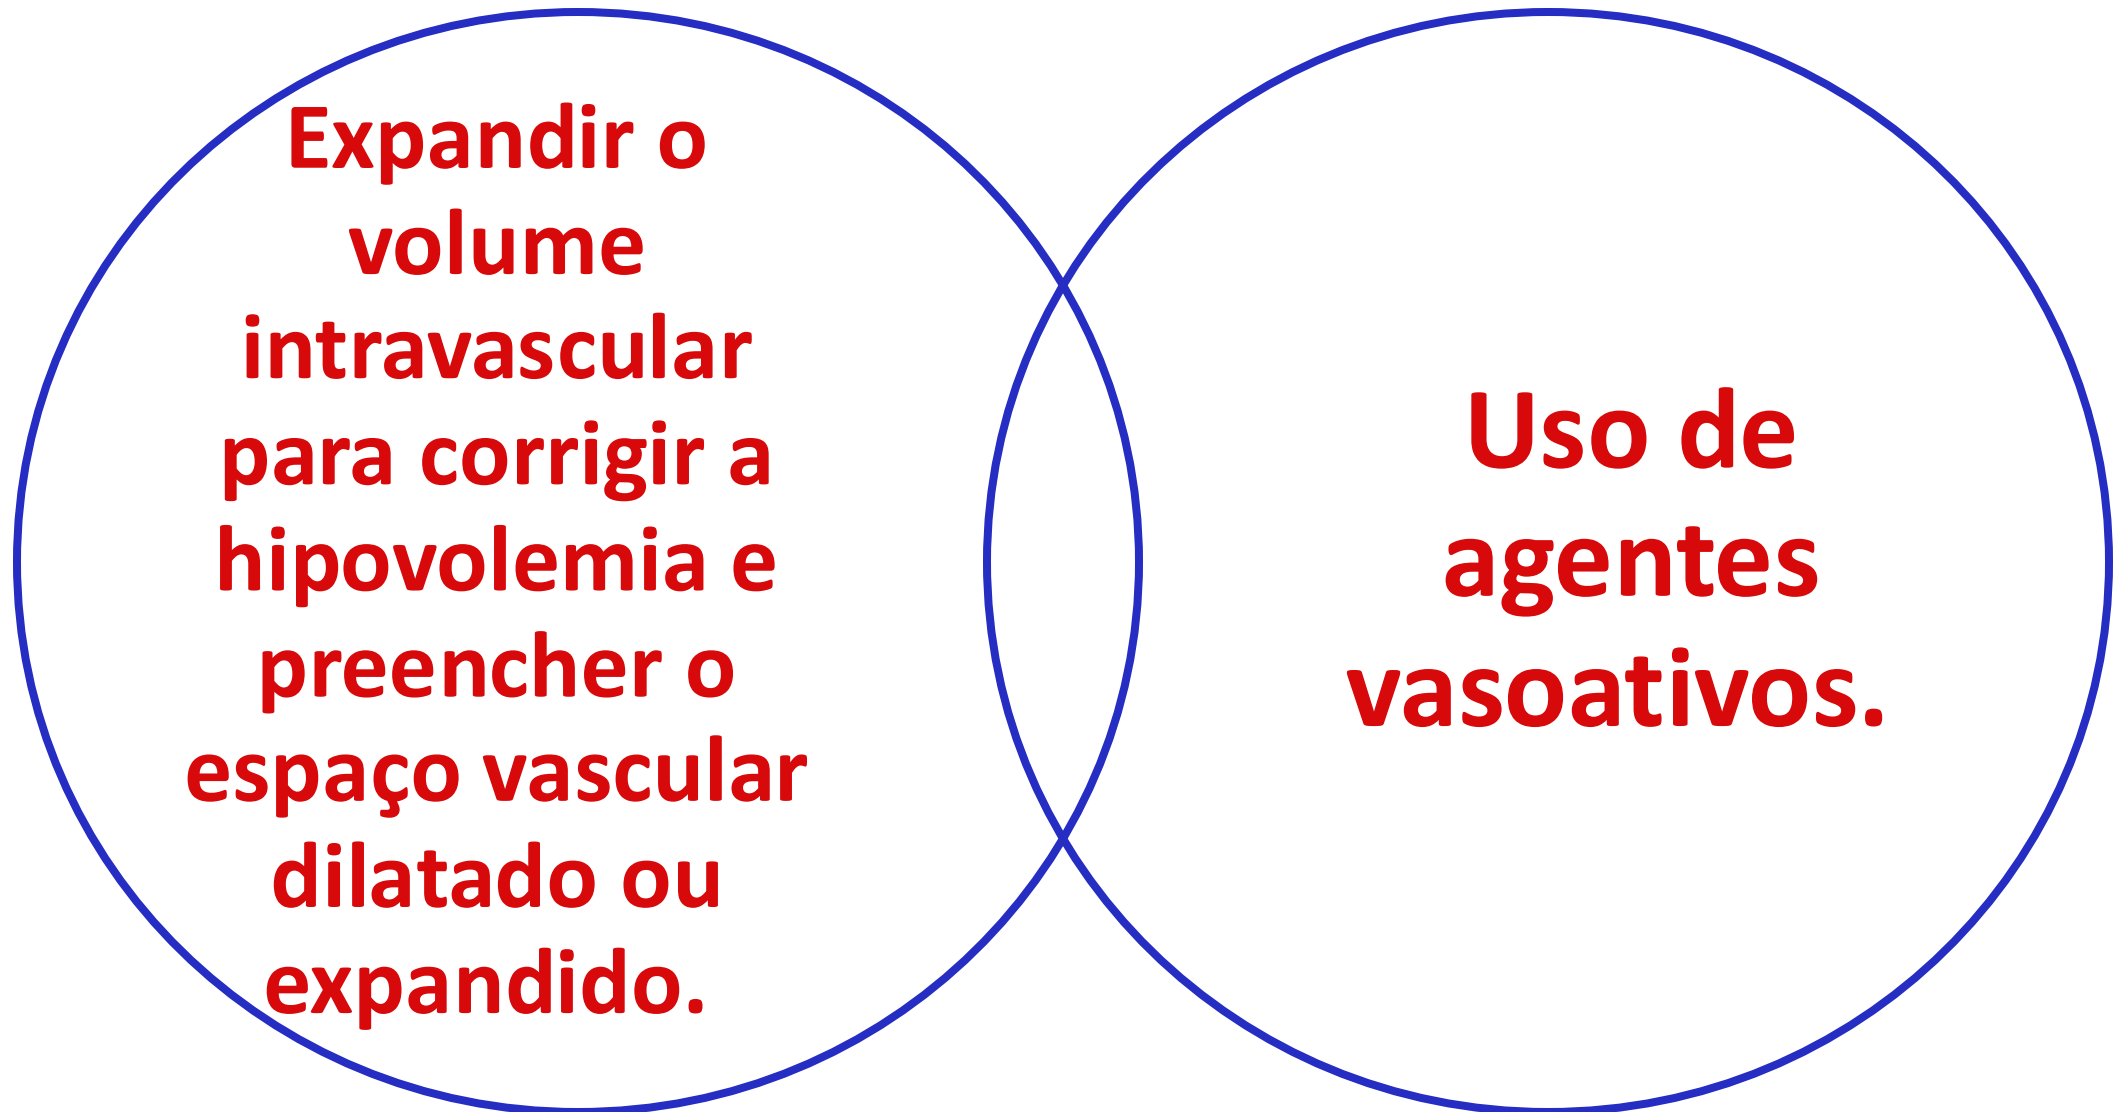 Expandir o
volume
intravascular
para corrigir a
hipovolemia e
preencher o
espaço vascular
dilatado ou
expandido.
Uso de
agentes
vasoativos.